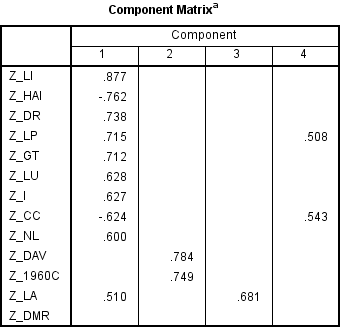 Component Matrixa
Component
1 2 3 4
Z_LI .877
Z_HAI -.762
Z_DR .738
Z_LP .715 .508
Z_GT .712
Z_LU .628
Z_I .627
Z_CC -.624 .543
Z_NL .600
Z_DAV .784
Z_1960C .749
Z_LA .510 .681
Z_DMR